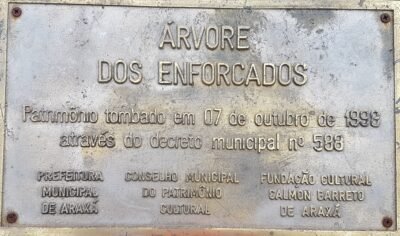 ÁRVORE
DOS ENFORCADOS
Patrimônio tombado em 07 de outubro de 1998
através do decreto municipal nº 583
PREFEITURA MUNICIPAL DE ARAXÁ
CONSELHO MUNICIPAL DO PATRIMÔNIO CULTURAL
FUNDAÇÃO CULTURAL CALMON BARRETO DE ARAXÁ